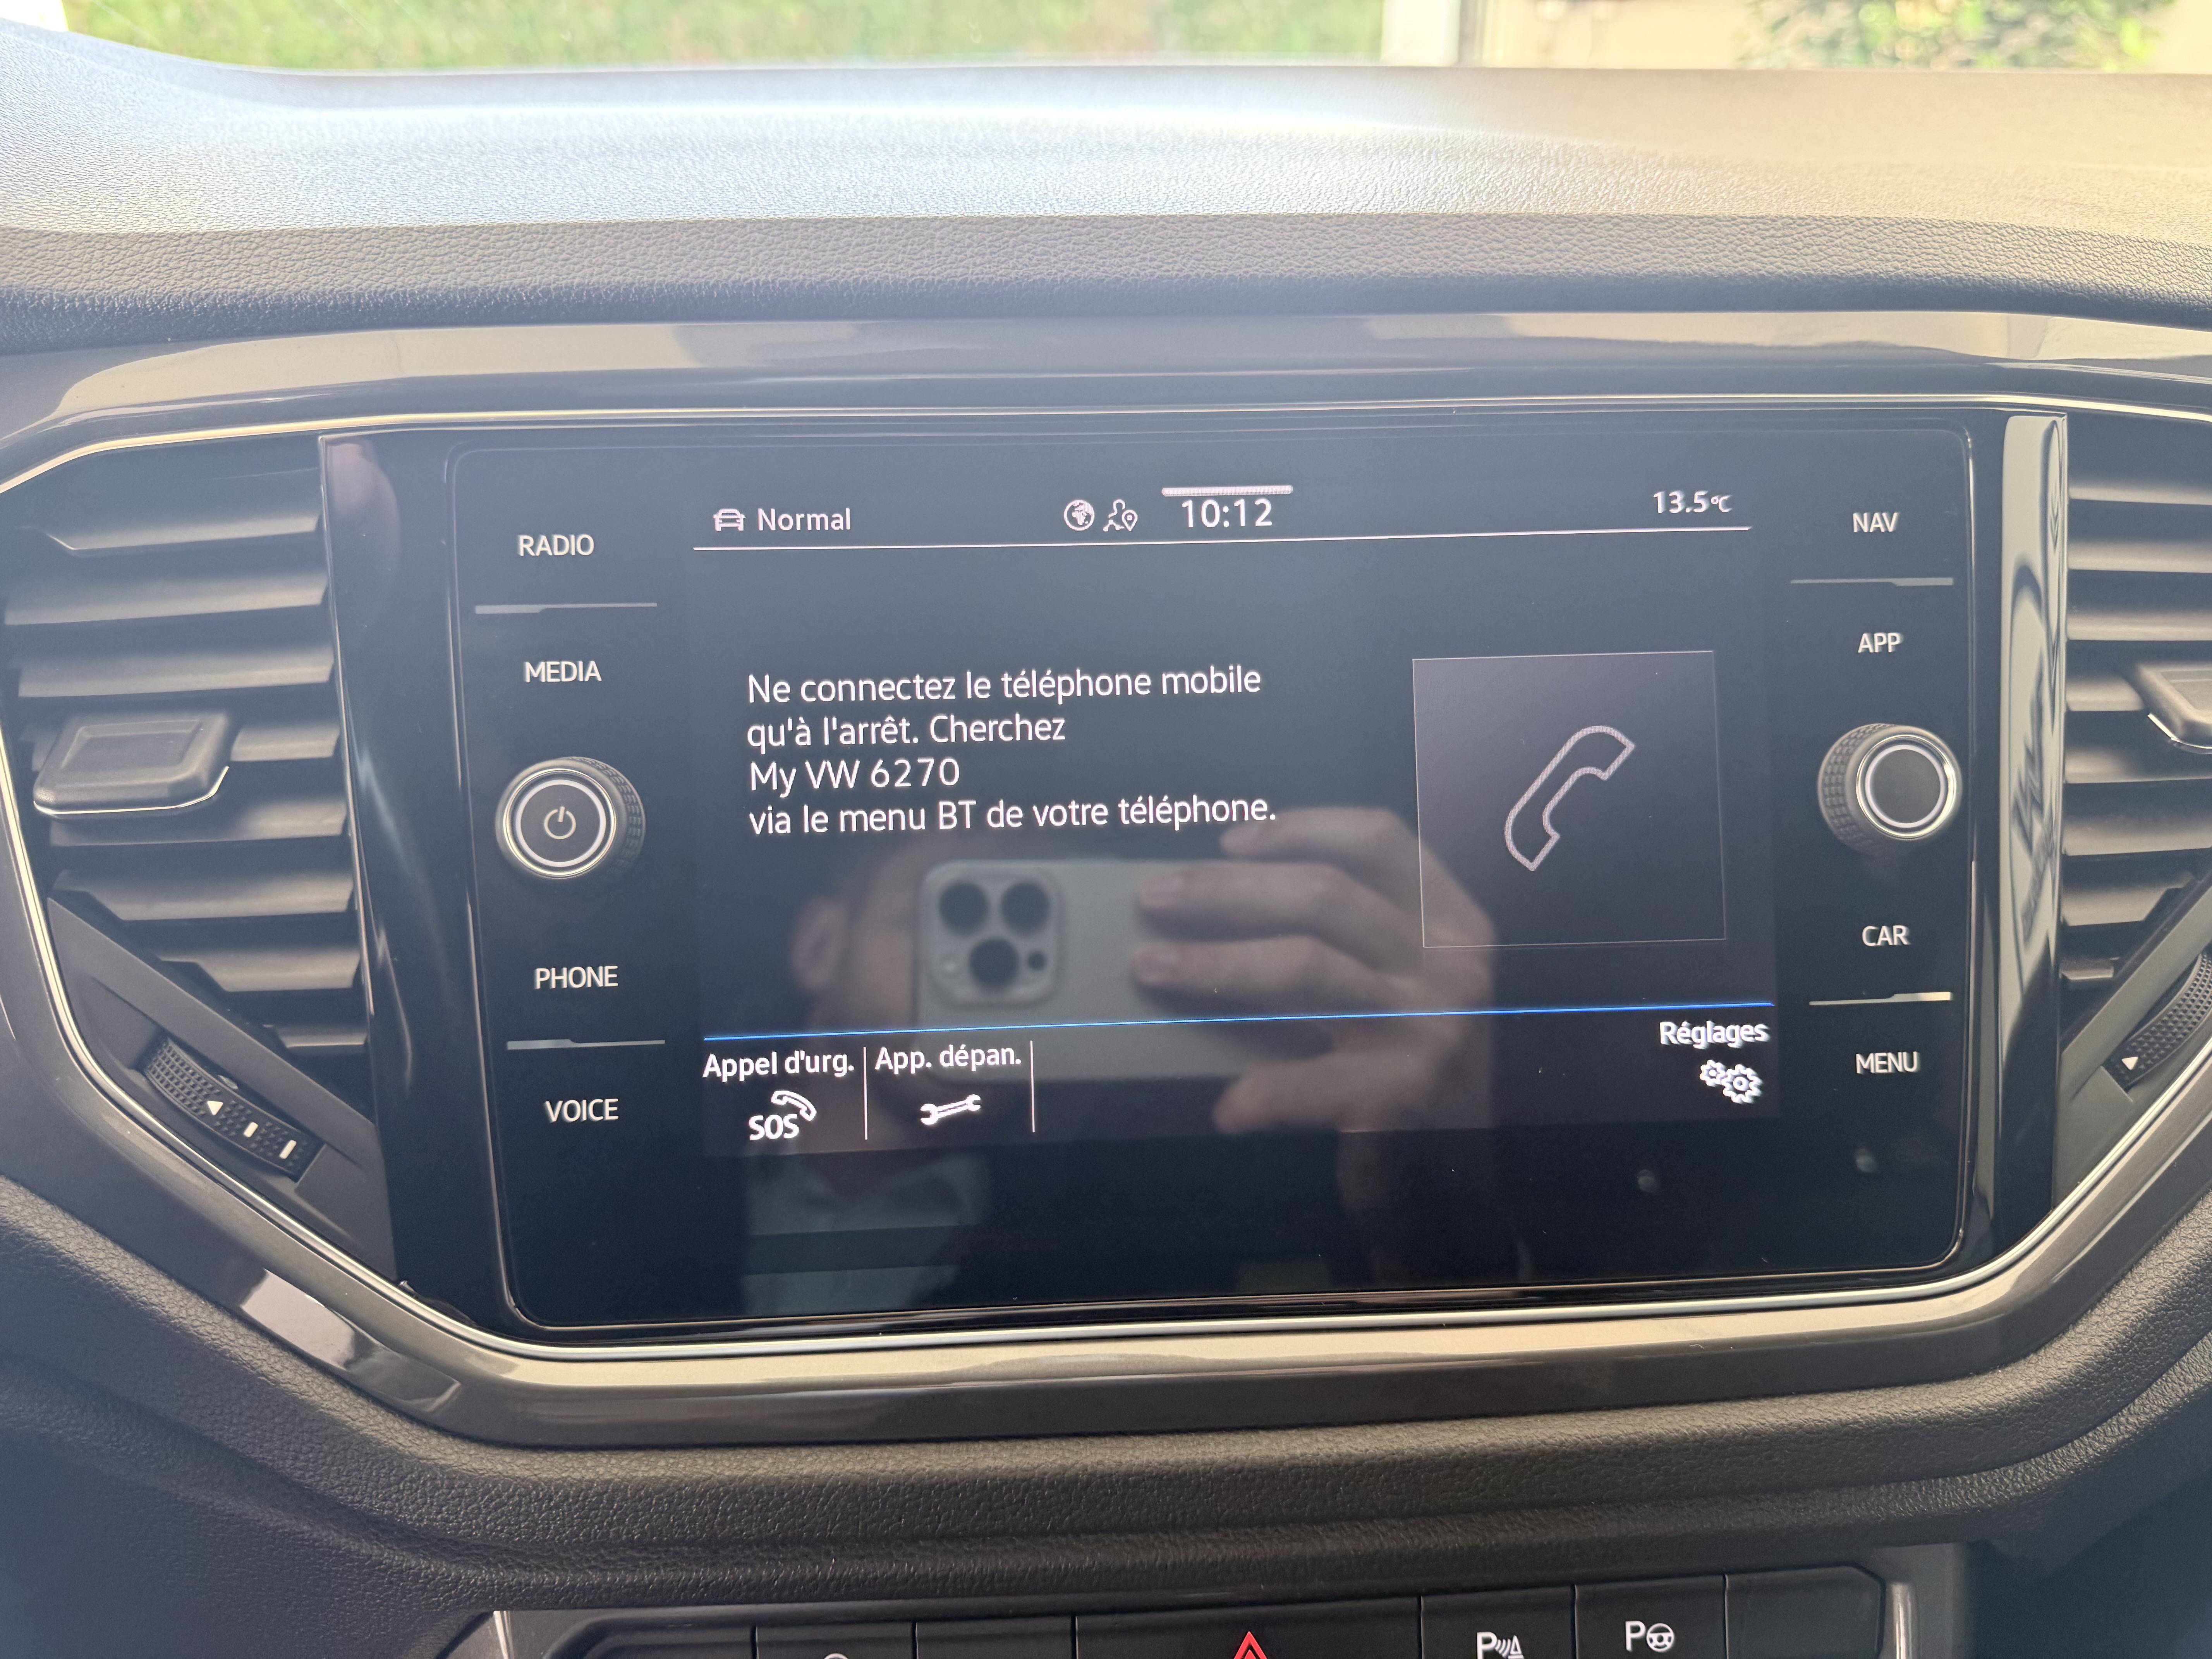 Normal
10:12
13.5°C
RADIO
MEDIA
PHONE
VOICE
Ne connectez le téléphone mobile
qu'à l'arrêt. Cherchez
My VW 6270
via le menu BT de votre téléphone.
Appel d'urg.
SOS
App. dépan.
Réglages
NAV
APP
CAR
MENU
P
P